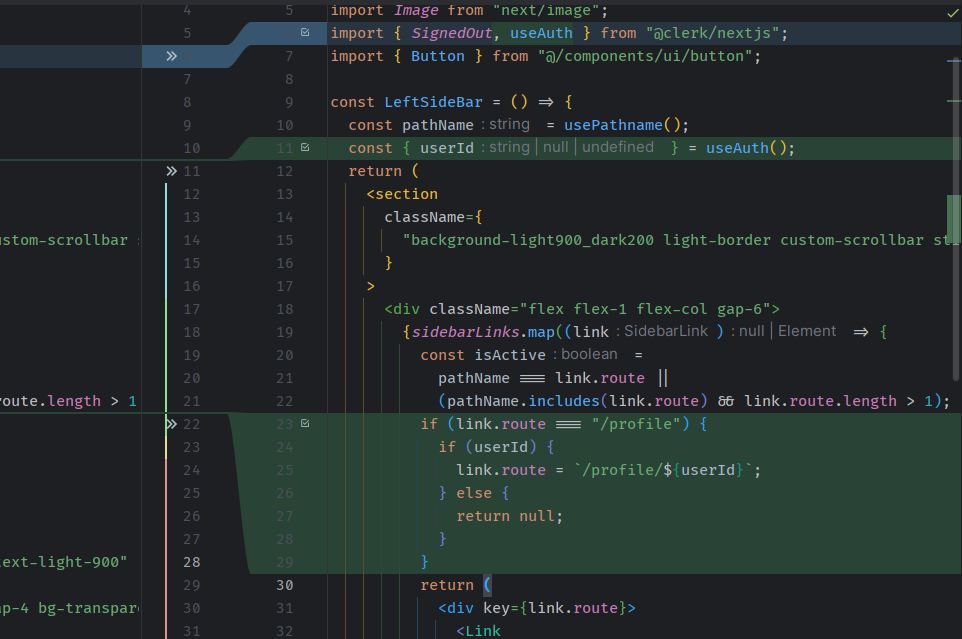 4 5 import Image from "next/image";
5 import { SignedOut, useAuth } from "@clerk/nextjs";
7 import { Button } from "@/components/ui/button";
7 8
8 9 const LeftSideBar = () => {
9 10 const pathName : string = usePathname();
10 11 const { userId : string | null | undefined } = useAuth();
11 12 return (
12 13 <section
13 14 className={
ustom-scrollbar 14 15 "background-light900_dark200 light-border custom-scrollbar st
15 16 }
16 17 >
17 18 <div className="flex flex-1 flex-col gap-6">
18 19 {sidebarLinks.map((link : SidebarLink ) : null | Element => {
19 20 const isActive : boolean =
20 21 pathName === link.route ||
route.length > 1 21 22 (pathName.includes(link.route) && link.route.length > 1);
22 23 if (link.route === "/profile") {
23 24 if (userId) {
24 25 link.route = `/profile/${userId}`;
25 26 } else {
26 27 return null;
27 28 }
ext-light-900" 28 29 }
29 30 return (
ap-4 bg-transpare 30 31 <div key={link.route}>
31 32 <Link